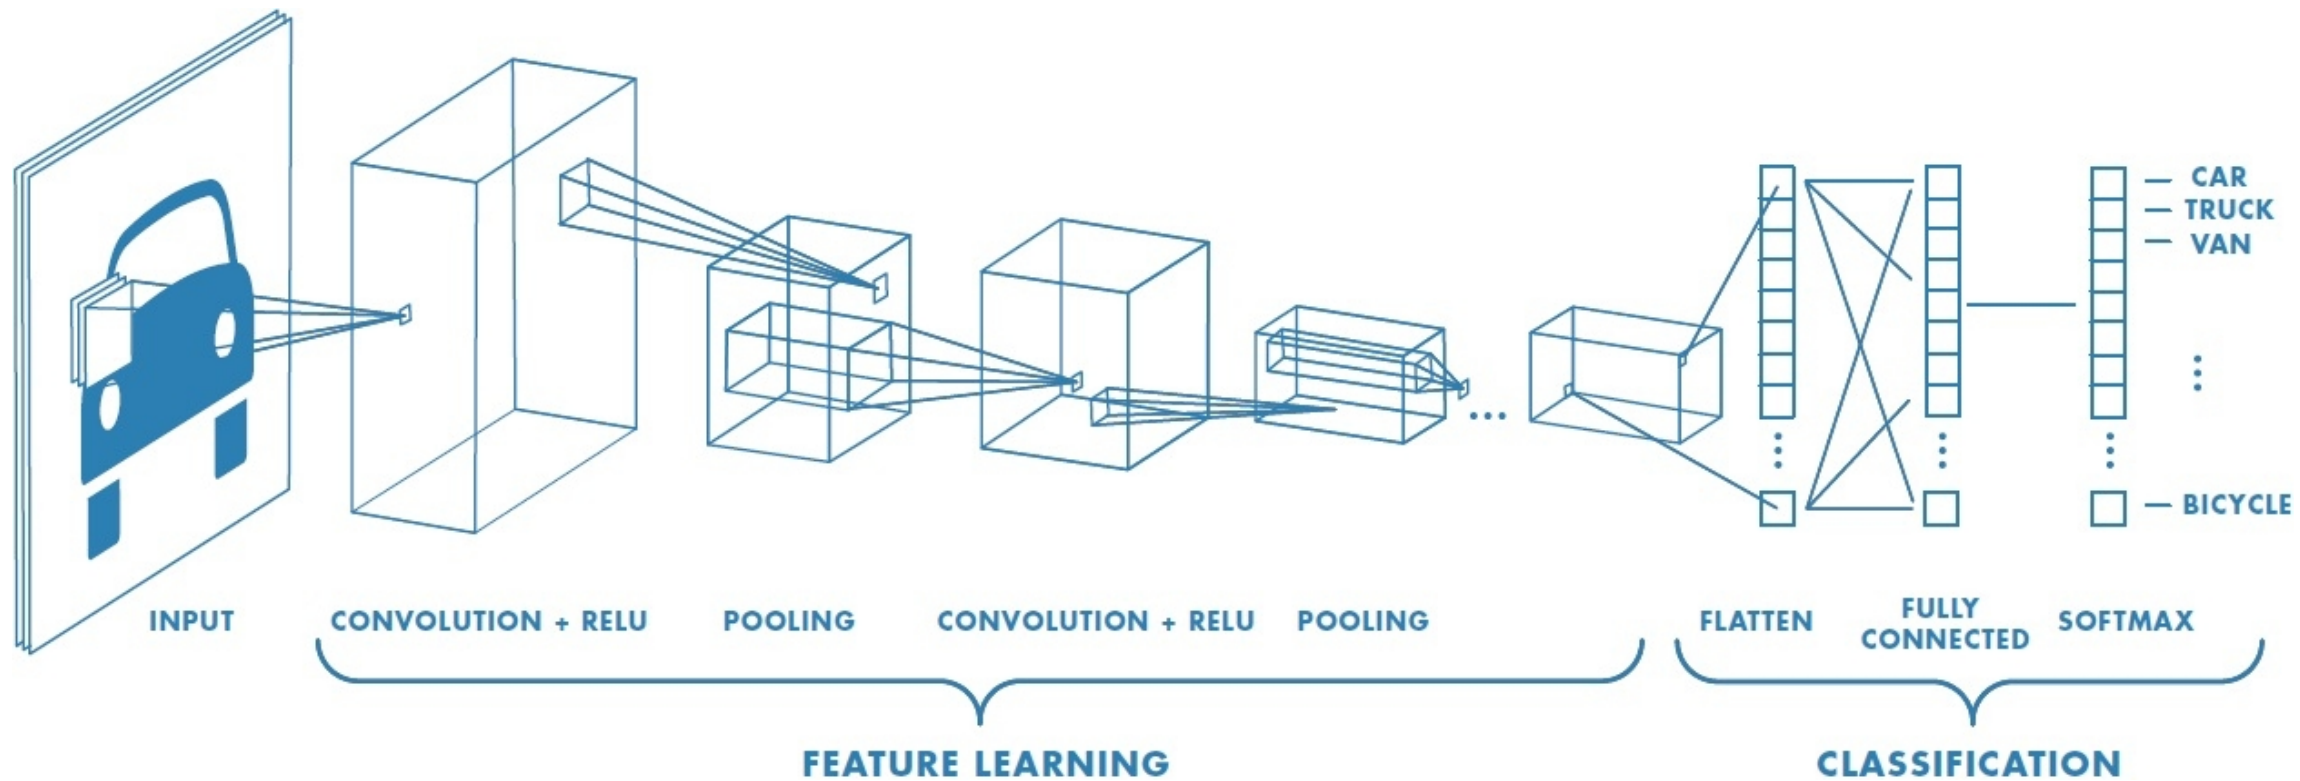 CAR
TRUCK
VAN
BICYCLE
INPUT
CONVOLUTION + RELU
POOLING
CONVOLUTION + RELU
POOLING
FLATTEN
FULLY
CONNECTED
SOFTMAX
FEATURE LEARNING
CLASSIFICATION